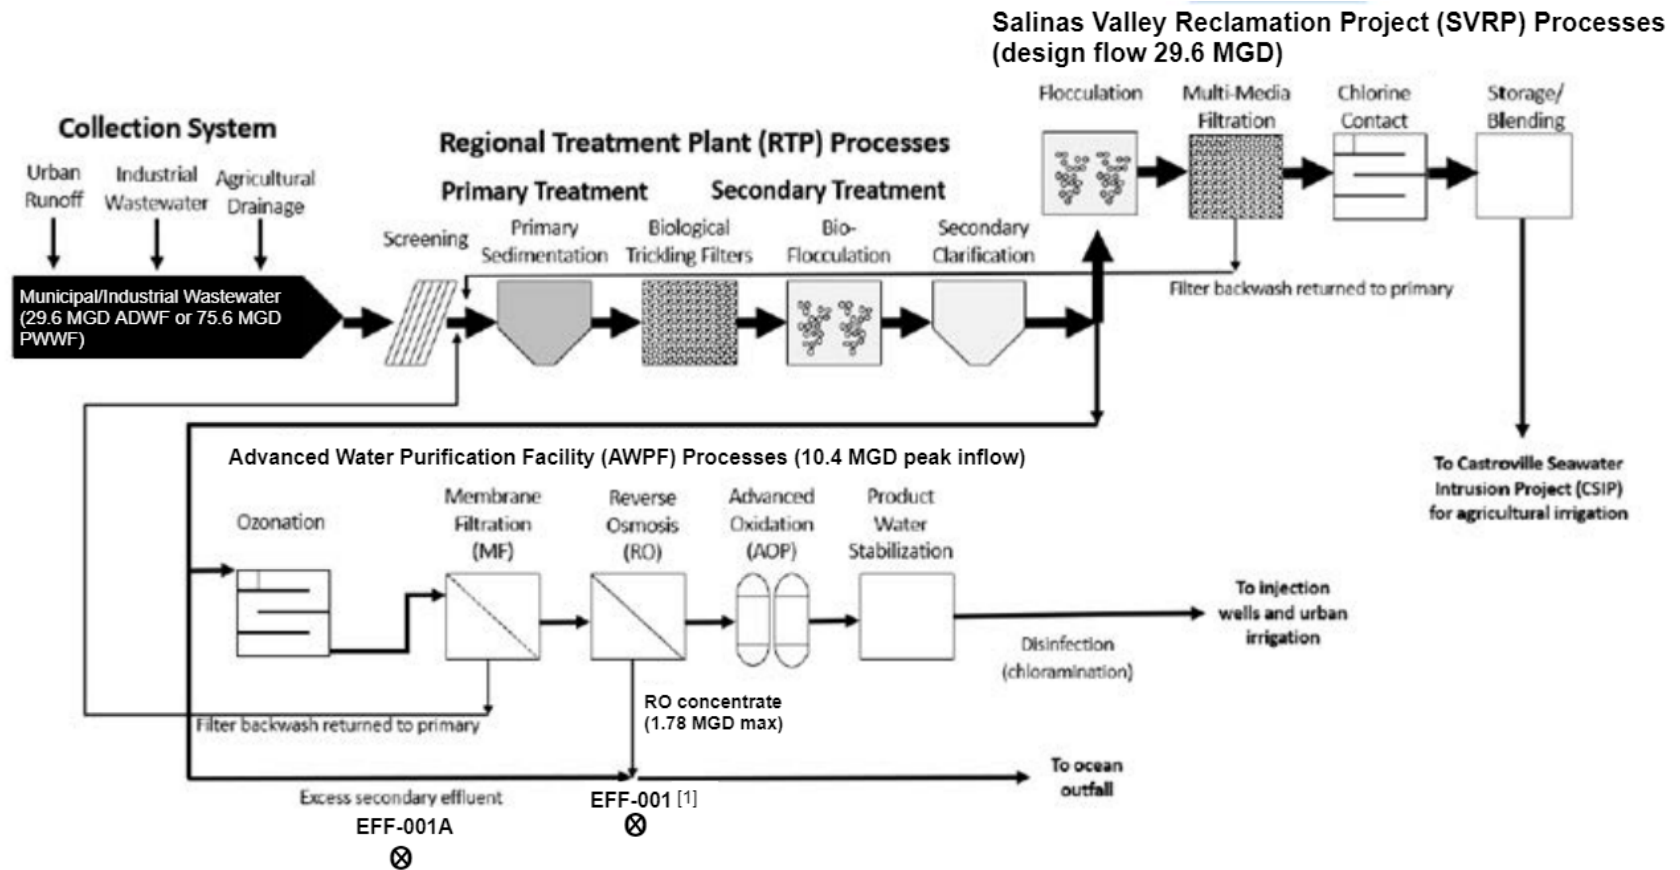 Salinas Valley Reclamation Project (SVRP) Processes
(design flow 29.6 MGD)
Flocculation
Multi-Media
Filtration
Chlorine
Contact
Storage/
Blending
Collection System
Urban
Runoff
Industrial
Wastewater
Agricultural
Drainage
Municipal/Industrial Wastewater
(29.6 MGD ADWF or 75.6 MGD
PWWF)
Regional Treatment Plant (RTP) Processes
Primary Treatment
Secondary Treatment
Screening
Primary
Sedimentation
Biological
Trickling Filters
Bio-
Flocculation
Secondary
Clarification
Filter backwash returned to primary
To Castroville Seawater
Intrusion Project (CSIP)
for agricultural irrigation
Advanced Water Purification Facility (AWPF) Processes (10.4 MGD peak inflow)
Ozonation
Membrane
Filtration
(MF)
Reverse
Osmosis
(RO)
Advanced
Oxidation
(AOP)
Product
Water
Stabilization
To injection
wells and urban
irrigation
Disinfection
(chloramination)
RO concentrate
(1.78 MGD max)
Filter backwash returned to primary
To ocean
outfall
Excess secondary effluent
EFF-001A
EFF-001 [1]